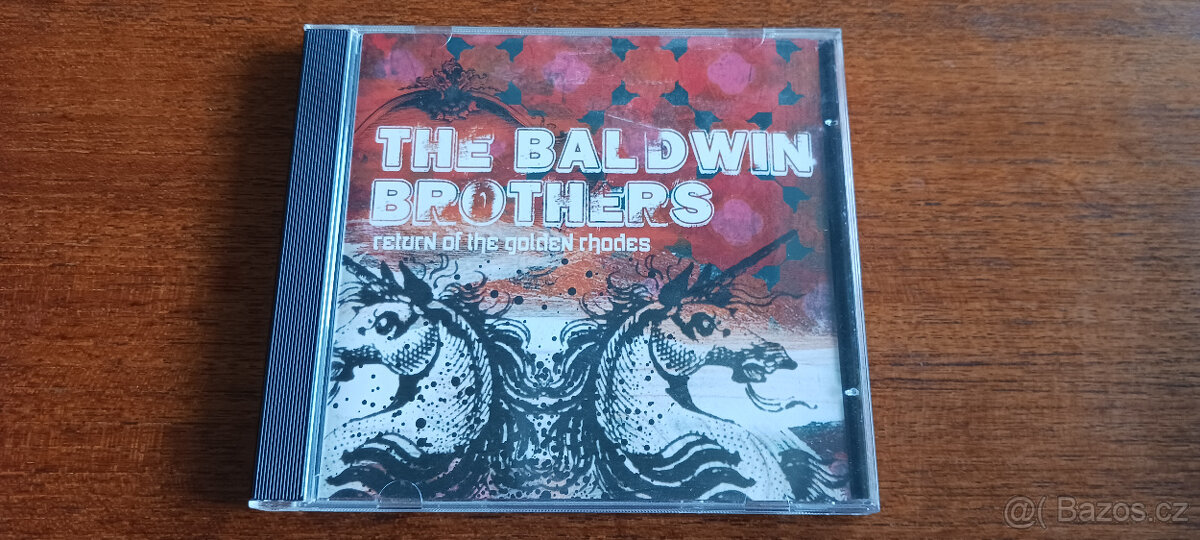 THE BALDWIN
BROTHERS
return of the golden rhodes
@( Bazos.cz